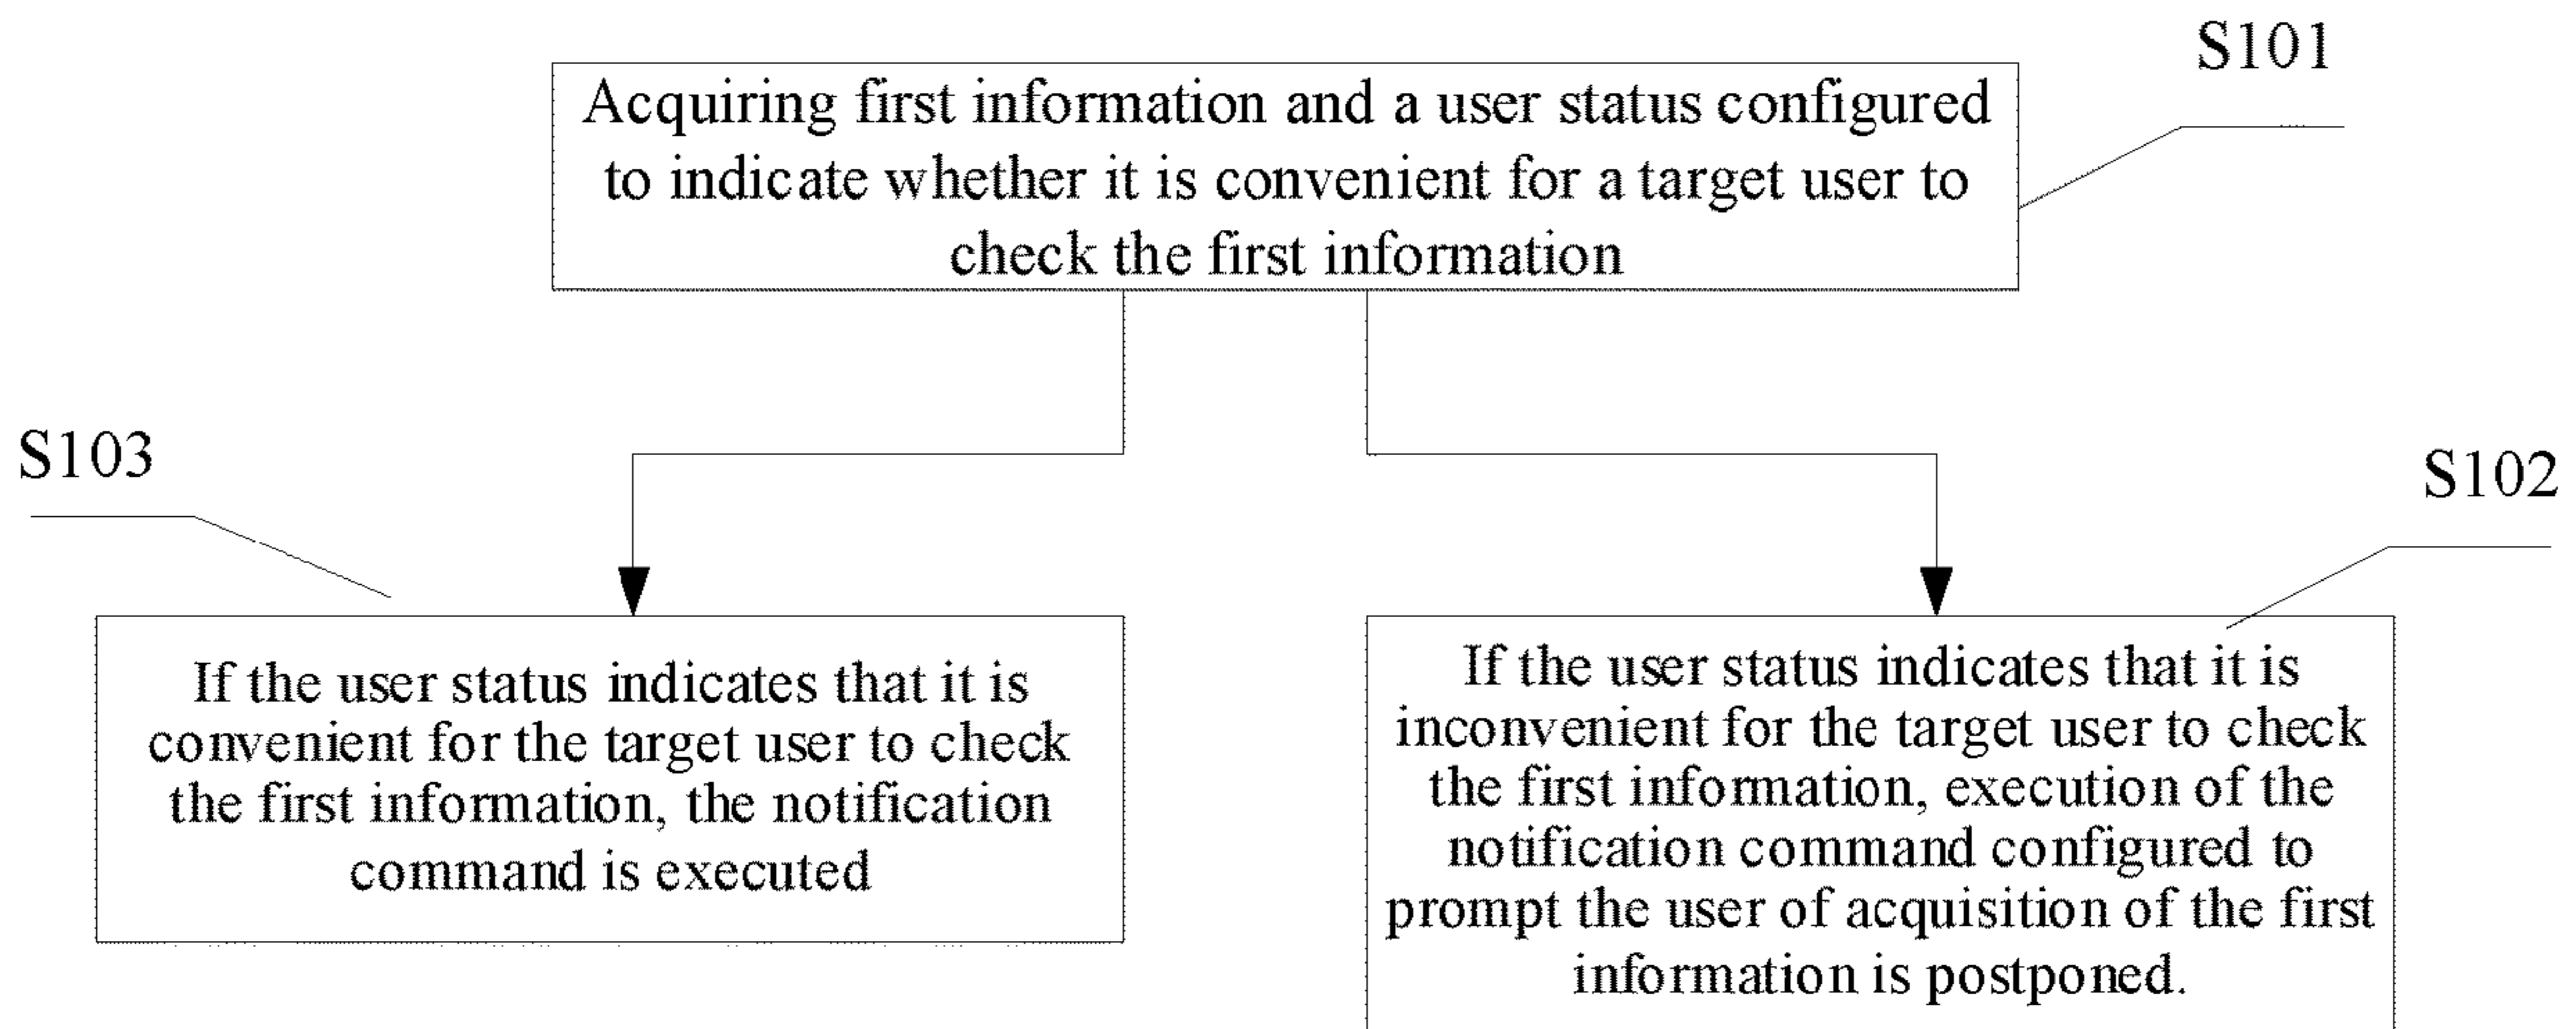 S101
Acquiring first information and a user status configured
to indicate whether it is convenient for a target user to
check the first information
S103
S102
If the user status indicates that it is
convenient for the target user to check
the first information, the notification
command is executed
If the user status indicates that it is
inconvenient for the target user to check
the first information, execution of the
notification command configured to
prompt the user of acquisition of the first
information is postponed.